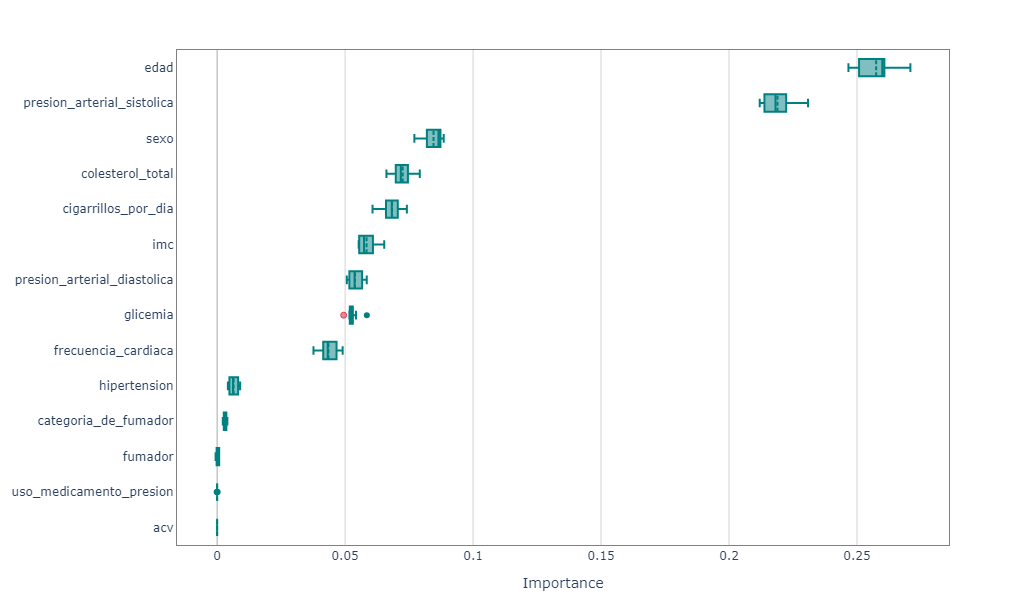 edad
presion_arterial_sistolica
sexo
colesterol_total
cigarrillos_por_dia
imc
presion_arterial_diastolica
glicemia
frecuencia_cardiaca
hipertension
categoria_de_fumador
fumador
uso_medicamento_presion
acv
0 0.05 0.1 0.15 0.2 0.25
Importance